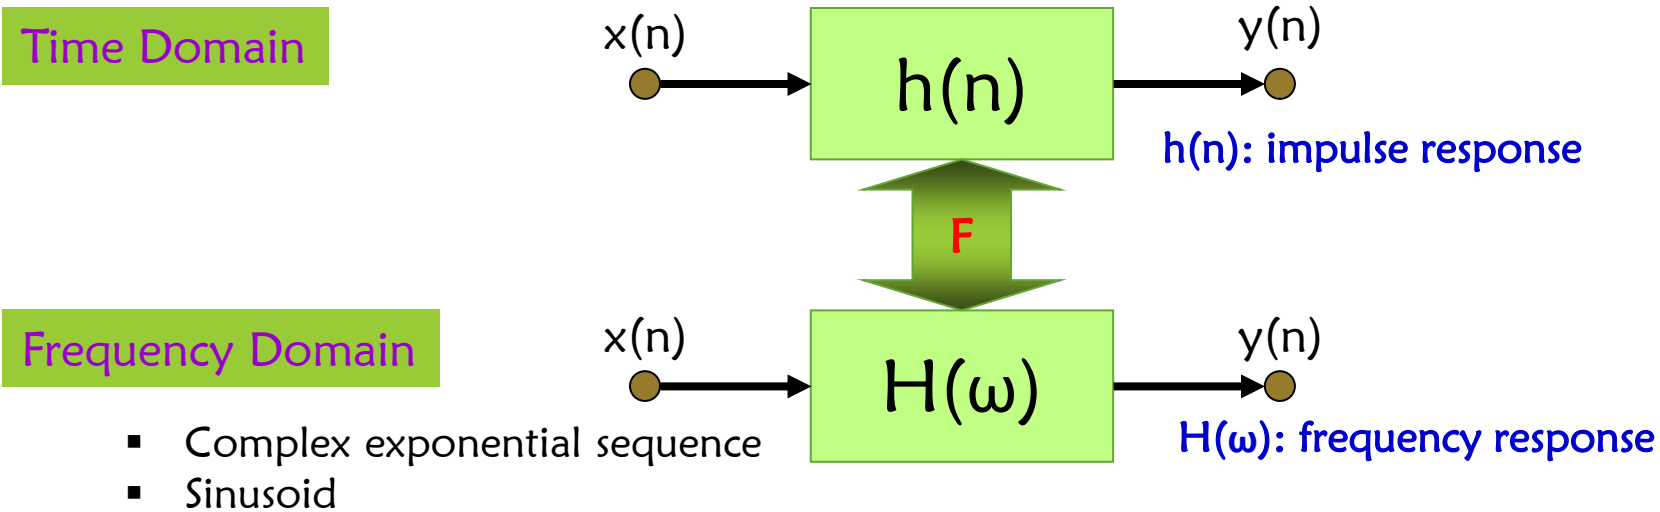 Time Domain
x(n)
h(n)
y(n)
h(n): impulse response
F
Frequency Domain
x(n)
H(ω)
y(n)
H(ω): frequency response
▪ Complex exponential sequence
▪ Sinusoid